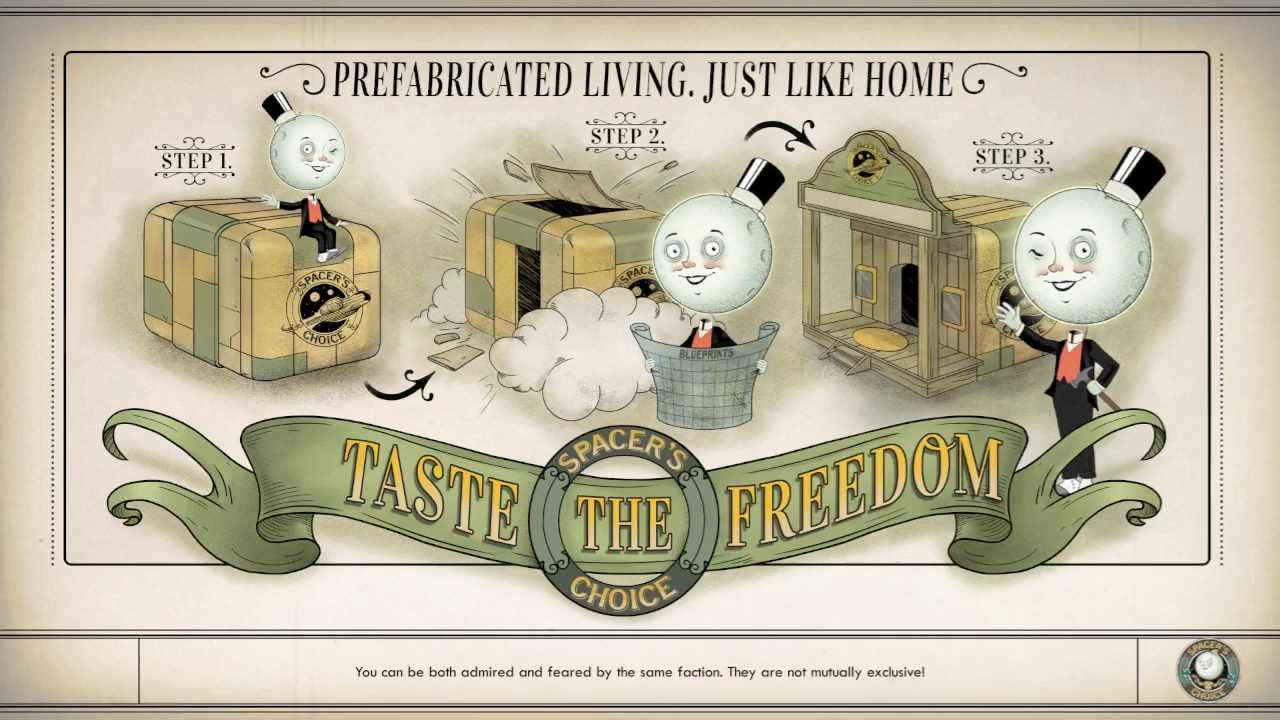 PREFABRICATED LIVING. JUST LIKE HOME
STEP 1.
STEP 2.
STEP 3.
SPACER'S
CHOICE
SPACER'S
SPACER'S
CHOICE
BLUEPRINTS
TASTE THE FREEDOM
SPACER'S
CHOICE
You can be both admired and feared by the same faction. They are not mutually exclusive!
SPACER'S
CHOICE